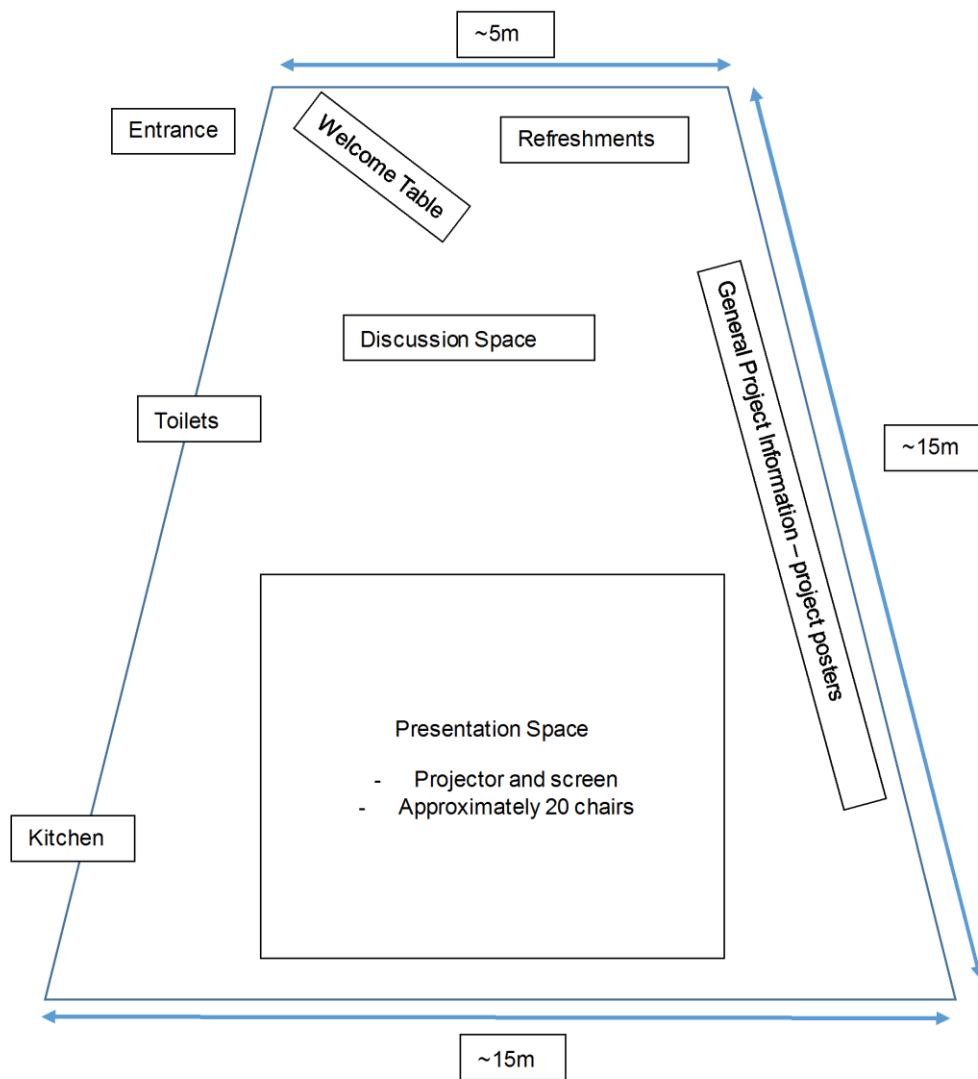 ~5m
Entrance
Welcome Table
Refreshments
Discussion Space
General Project Information – project posters
Toilets
~15m
Presentation Space
- Projector and screen
- Approximately 20 chairs
Kitchen
~15m